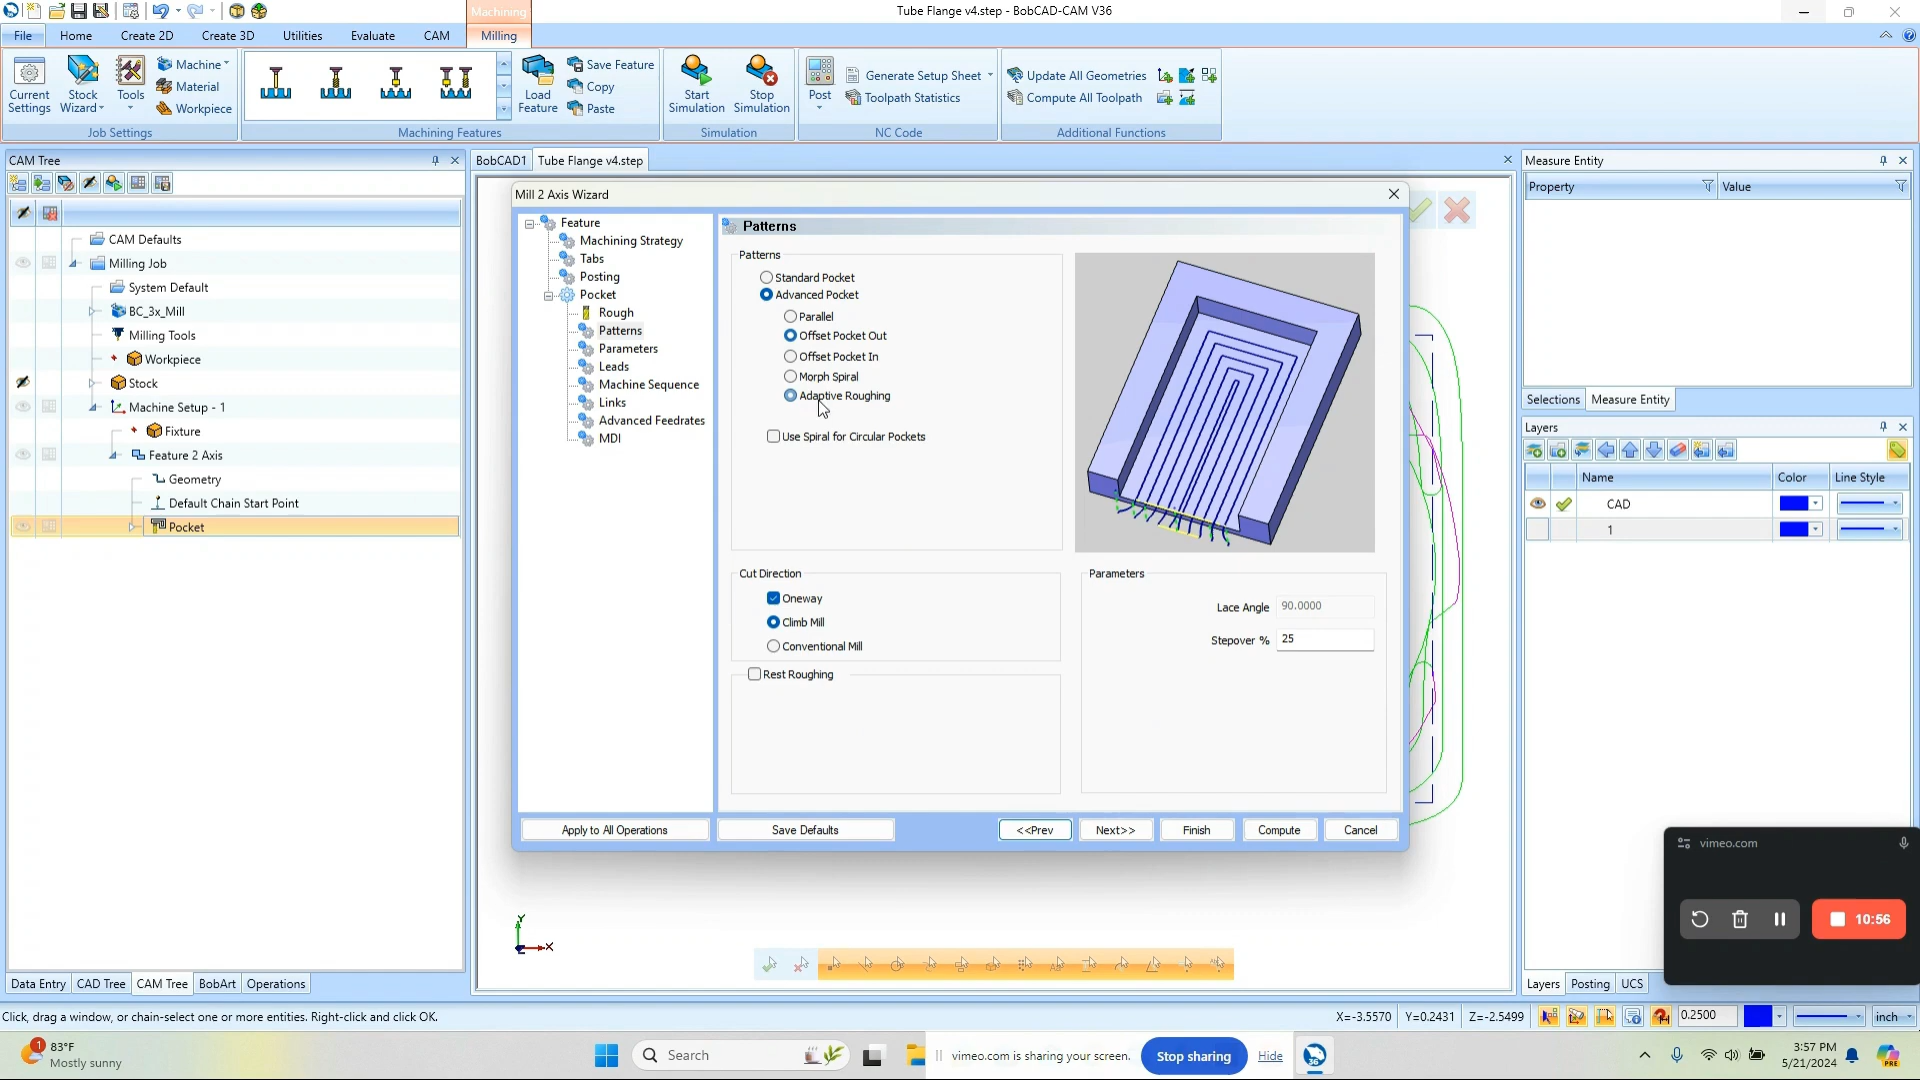 Machining
Tube Flange v4.step - BobCAD-CAM V36
File Home Create 2D Create 3D Utilities Evaluate CAM Milling
Current Settings
Stock Wizard
Tools
Machine
Material
Workpiece
Job Settings
Load Feature
Save Feature
Copy
Paste
Machining Features
Start Simulation
Stop Simulation
Simulation
Post
Generate Setup Sheet
Toolpath Statistics
NC Code
Update All Geometries
Compute All Toolpath
Additional Functions
CAM Tree
CAM Defaults
Milling Job
System Default
BC_3x_Mill
Milling Tools
Workpiece
Stock
Machine Setup - 1
Fixture
Feature 2 Axis
Geometry
Default Chain Start Point
Pocket
Data Entry CAD Tree CAM Tree BobArt Operations
BobCAD1 Tube Flange v4.step
Mill 2 Axis Wizard
Feature
Machining Strategy
Tabs
Posting
Pocket
Rough
Patterns
Parameters
Leads
Machine Sequence
Links
Advanced Feedrates
MDI
Patterns
Patterns
Standard Pocket
Advanced Pocket
Parallel
Offset Pocket Out
Offset Pocket In
Morph Spiral
Adaptive Roughing
Use Spiral for Circular Pockets
Cut Direction
Oneway
Climb Mill
Conventional Mill
Rest Roughing
Parameters
Lace Angle 90.0000
Stepover % 25
Apply to All Operations Save Defaults <<Prev Next>> Finish Compute Cancel
Y
X
Measure Entity
Property Value
Selections Measure Entity
Layers
Name Color Line Style
CAD
1
vimeo.com
10:56
Layers Posting UCS
Click, drag a window, or chain-select one or more entities. Right-click and click OK.
X=-3.5570 Y=0.2431 Z=-2.5499 0.2500 inch
1
83°F
Mostly sunny
Search
vimeo.com is sharing your screen. Stop sharing Hide
36
3:57 PM
5/21/2024
PRE